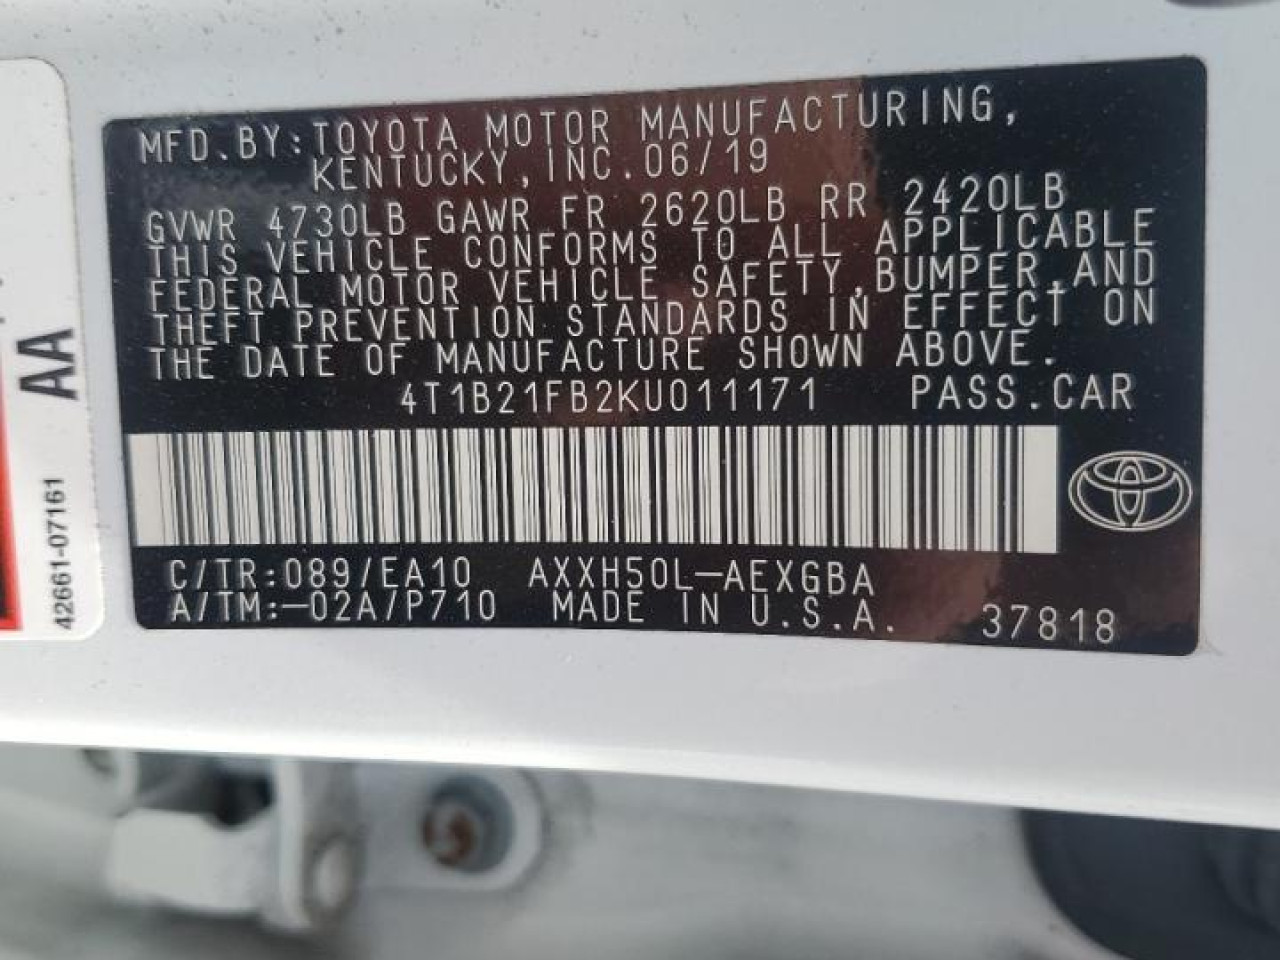 MFD.BY:TOYOTA MOTOR MANUFACTURING,
KENTUCKY,INC.06/19
GVWR 4730LB GAWR FR 2620LB RR 2420LB
THIS VEHICLE CONFORMS TO ALL APPLICABLE
FEDERAL MOTOR VEHICLE SAFETY,BUMPER,AND
THEFT PREVENTION STANDARDS IN EFFECT ON
THE DATE OF MANUFACTURE SHOWN ABOVE.
4T1B21FB2KU011171 PASS.CAR
C/TR:089/EA10 AXXH50L-AEXGBA
A/TM:-02A/P710 MADE IN U.S.A. 37818
AA
42661-07161